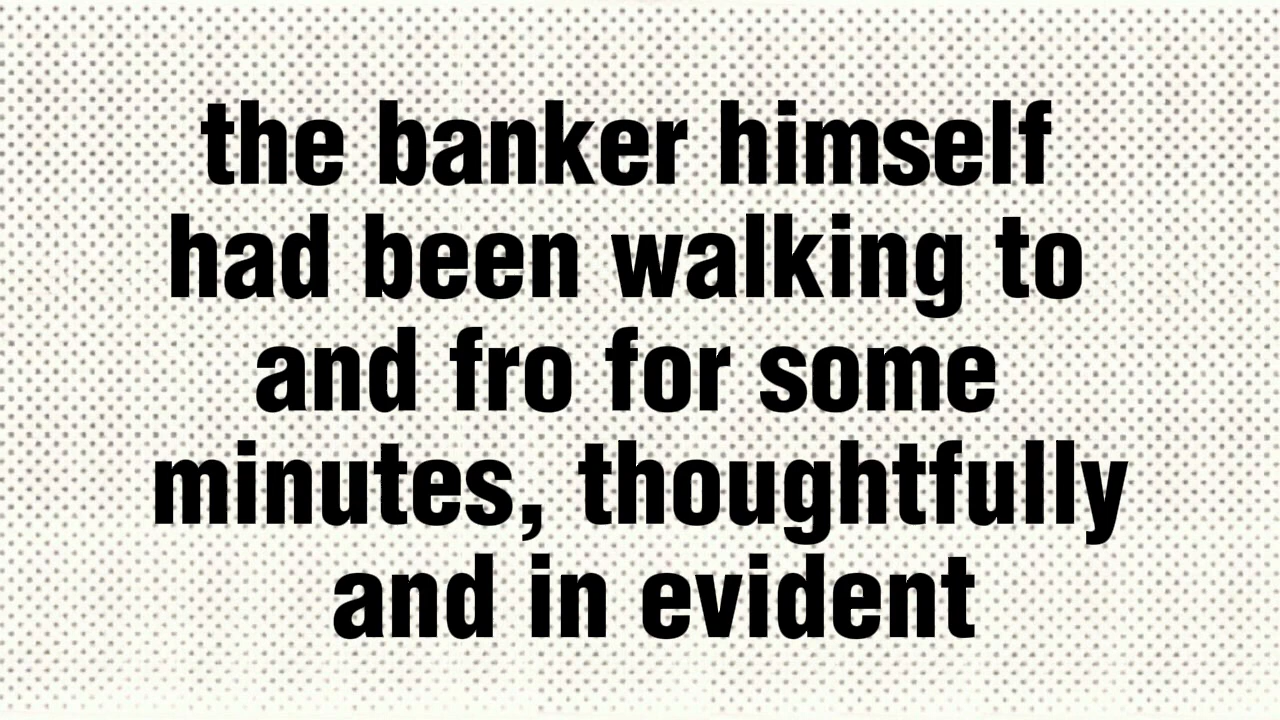 the banker himself
had been walking to
and fro for some
minutes, thoughtfully
and in evident